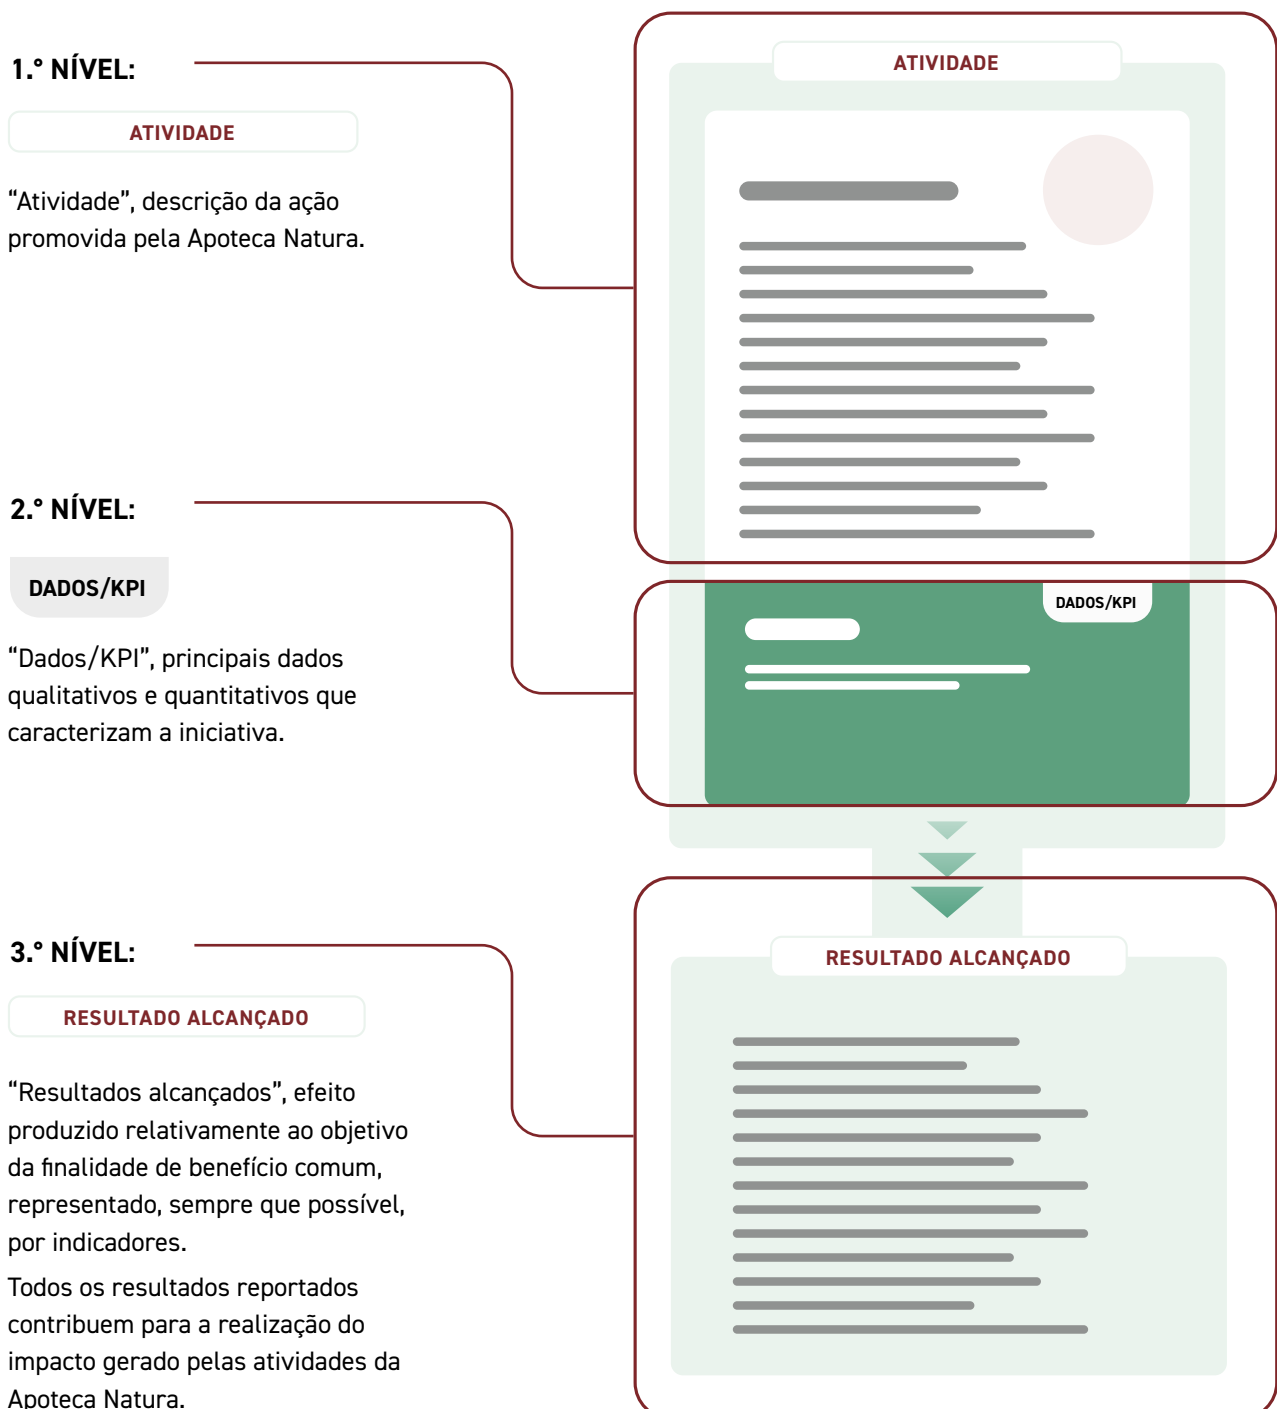 1.º NÍVEL:
ATIVIDADE
“Atividade”, descrição da ação
promovida pela Apoteca Natura.
ATIVIDADE
2.º NÍVEL:
DADOS/KPI
“Dados/KPI”, principais dados
qualitativos e quantitativos que
caracterizam a iniciativa.
DADOS/KPI
3.º NÍVEL:
RESULTADO ALCANÇADO
“Resultados alcançados”, efeito
produzido relativamente ao objetivo
da finalidade de benefício comum,
representado, sempre que possível,
por indicadores.
Todos os resultados reportados
contribuem para a realização do
impacto gerado pelas atividades da
Apoteca Natura.
RESULTADO ALCANÇADO